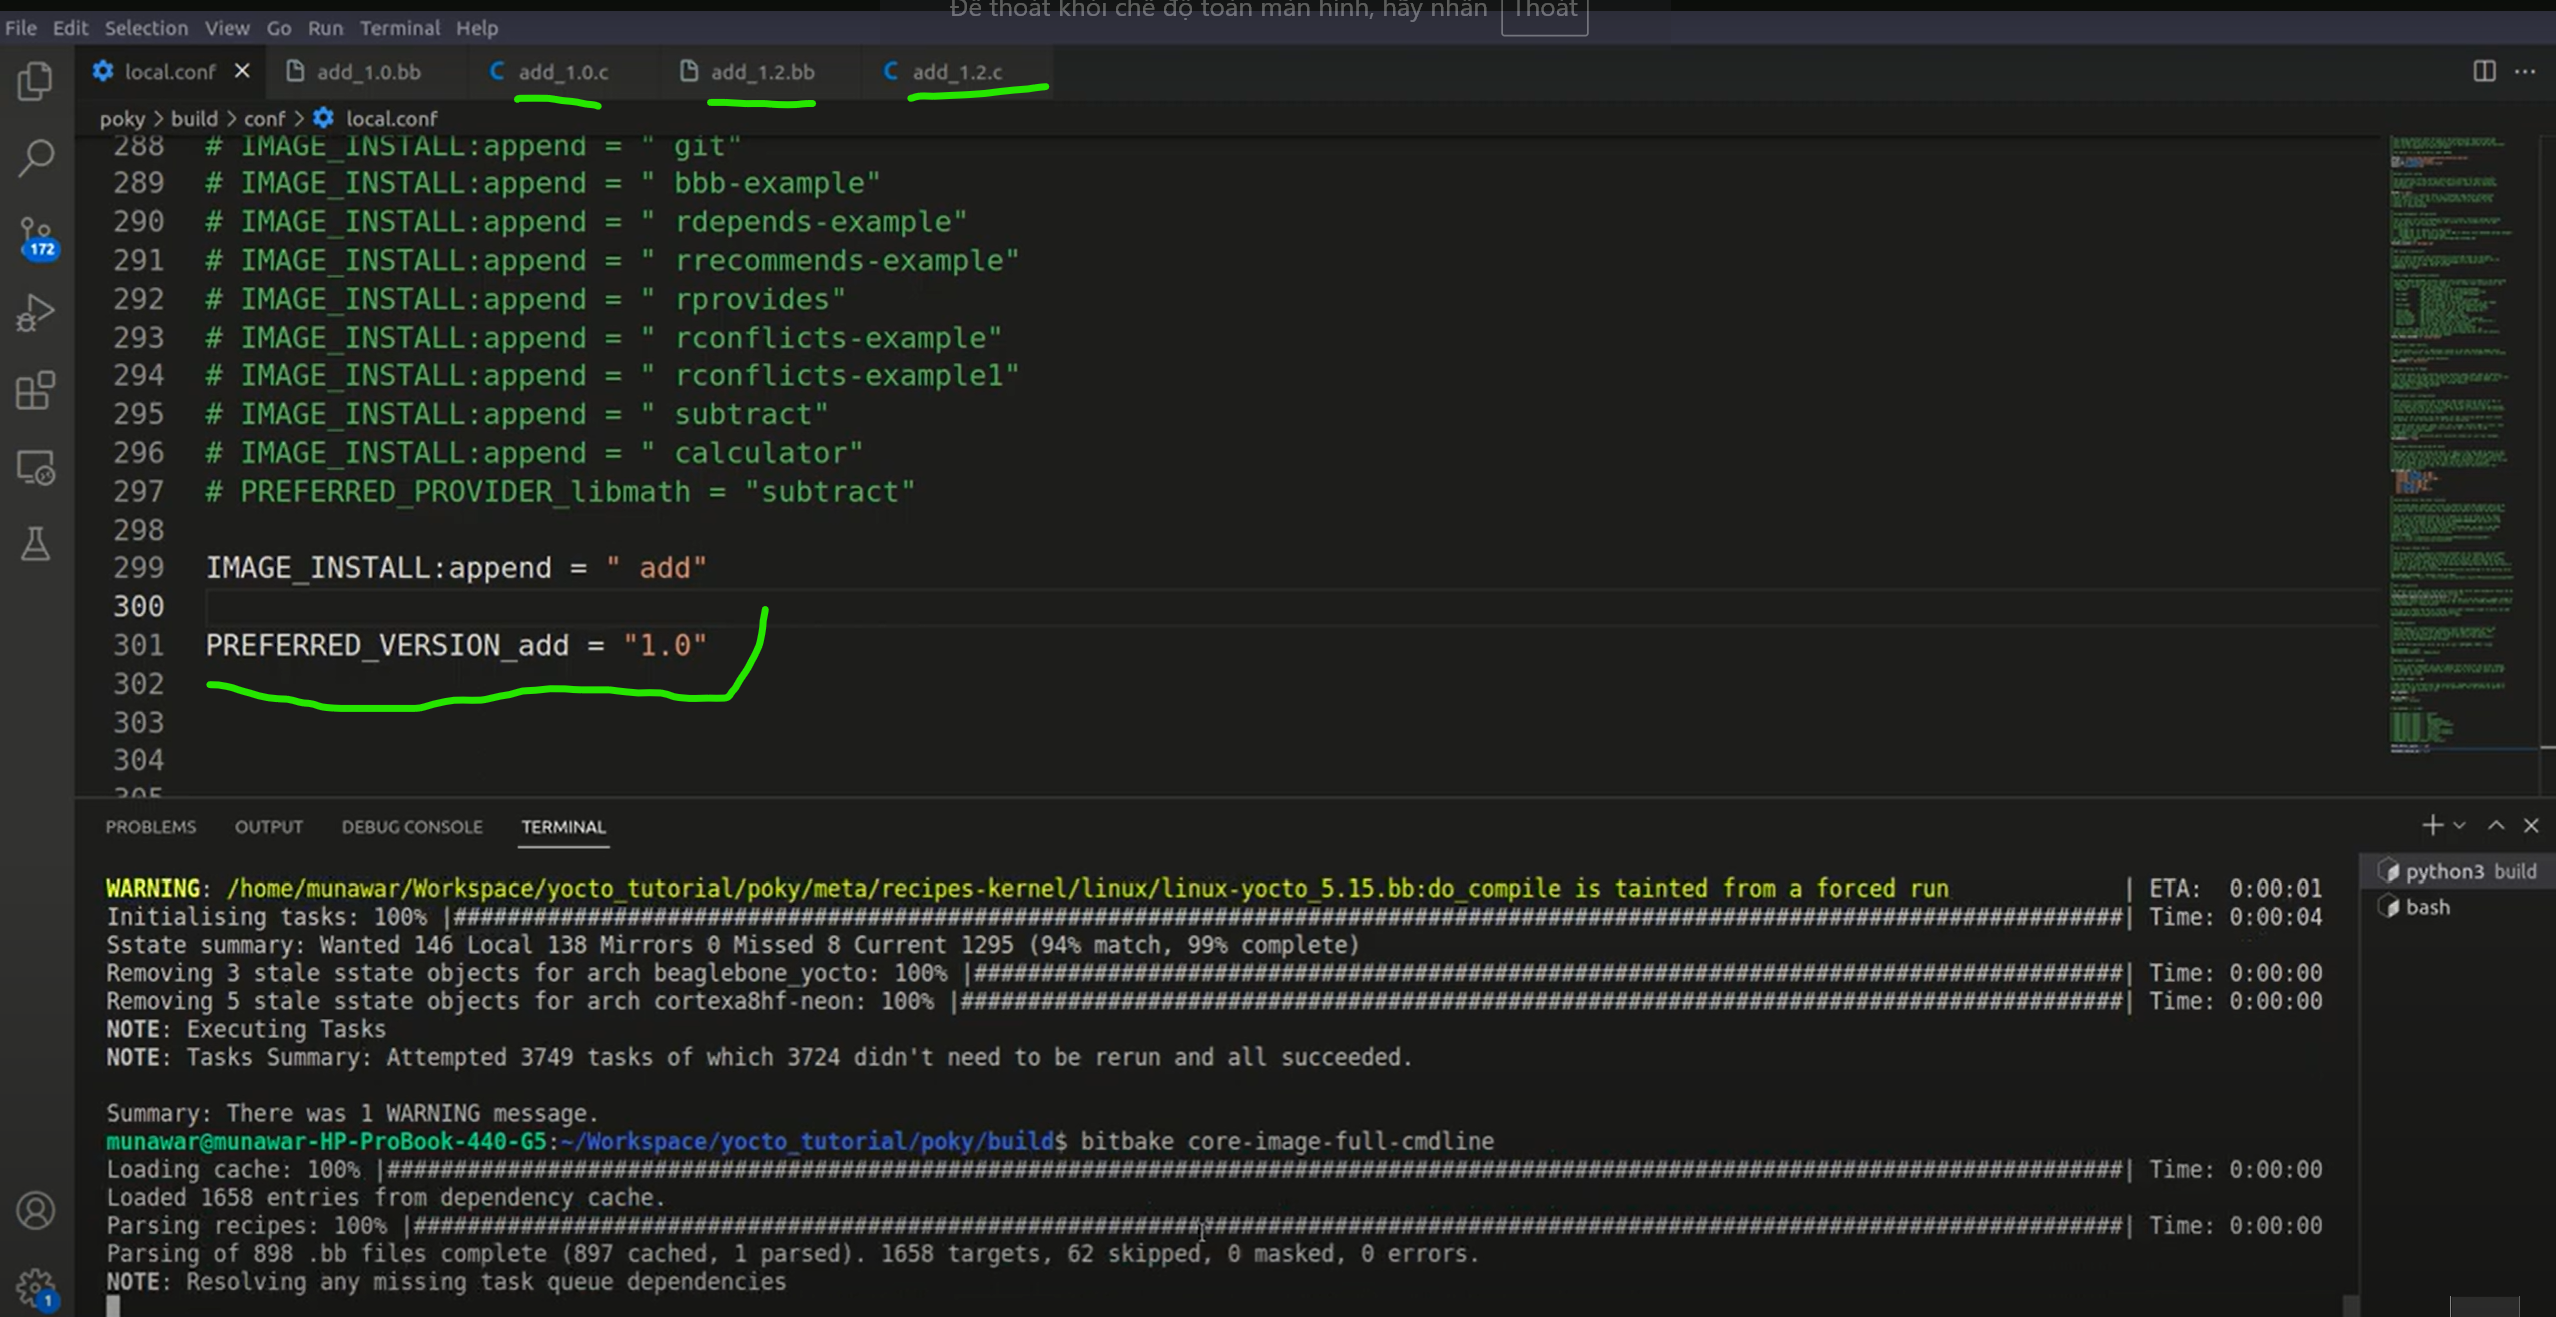 Để thoát khỏi chế độ toàn màn hình, hãy nhấn Thoát
File Edit Selection View Go Run Terminal Help
local.conf add_1.0.bb add_1.0.c add_1.2.bb add_1.2.c
poky > build > conf > local.conf
288 # IMAGE_INSTALL:append = " git"
289 # IMAGE_INSTALL:append = " bbb-example"
290 # IMAGE_INSTALL:append = " rdepends-example"
291 # IMAGE_INSTALL:append = " rrecommends-example"
292 # IMAGE_INSTALL:append = " rprovides"
293 # IMAGE_INSTALL:append = " rconflicts-example"
294 # IMAGE_INSTALL:append = " rconflicts-example1"
295 # IMAGE_INSTALL:append = " subtract"
296 # IMAGE_INSTALL:append = " calculator"
297 # PREFERRED_PROVIDER_libmath = "subtract"
298
299 IMAGE_INSTALL:append = " add"
300
301 PREFERRED_VERSION_add = "1.0"
302
303
304
305
172
PROBLEMS OUTPUT DEBUG CONSOLE TERMINAL
WARNING: /home/munawar/Workspace/yocto_tutorial/poky/meta/recipes-kernel/linux/linux-yocto_5.15.bb:do_compile is tainted from a forced run | ETA: 0:00:01
Initialising tasks: 100% |####| Time: 0:00:04
Sstate summary: Wanted 146 Local 138 Mirrors 0 Missed 8 Current 1295 (94% match, 99% complete)
Removing 3 stale sstate objects for arch beaglebone_yocto: 100% |####| Time: 0:00:00
Removing 5 stale sstate objects for arch cortexa8hf-neon: 100% |####| Time: 0:00:00
NOTE: Executing Tasks
NOTE: Tasks Summary: Attempted 3749 tasks of which 3724 didn't need to be rerun and all succeeded.
Summary: There was 1 WARNING message.
munawar@munawar-HP-ProBook-440-G5:~/Workspace/yocto_tutorial/poky/build$ bitbake core-image-full-cmdline
Loading cache: 100% |####| Time: 0:00:00
Loaded 1658 entries from dependency cache.
Parsing recipes: 100% |####| Time: 0:00:00
Parsing of 898 .bb files complete (897 cached, 1 parsed). 1658 targets, 62 skipped, 0 masked, 0 errors.
NOTE: Resolving any missing task queue dependencies
python3 build
bash
1